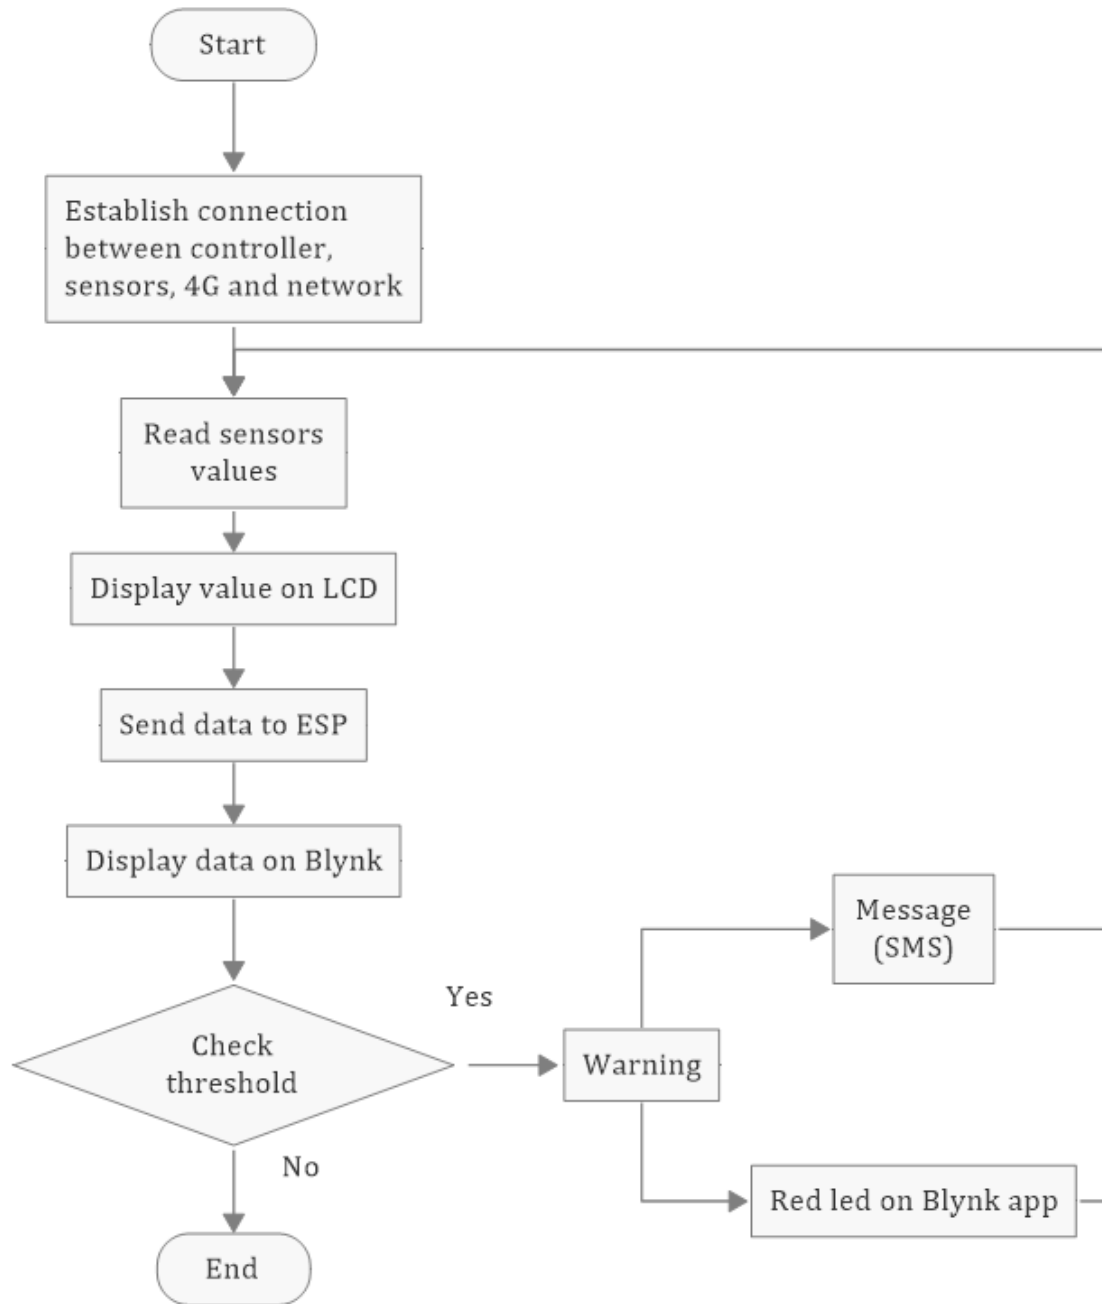 Start
Establish connection
between controller,
sensors, 4G and network
Read sensors
values
Display value on LCD
Send data to ESP
Display data on Blynk
Check
threshold
Yes
Warning
Message
(SMS)
Red led on Blynk app
No
End